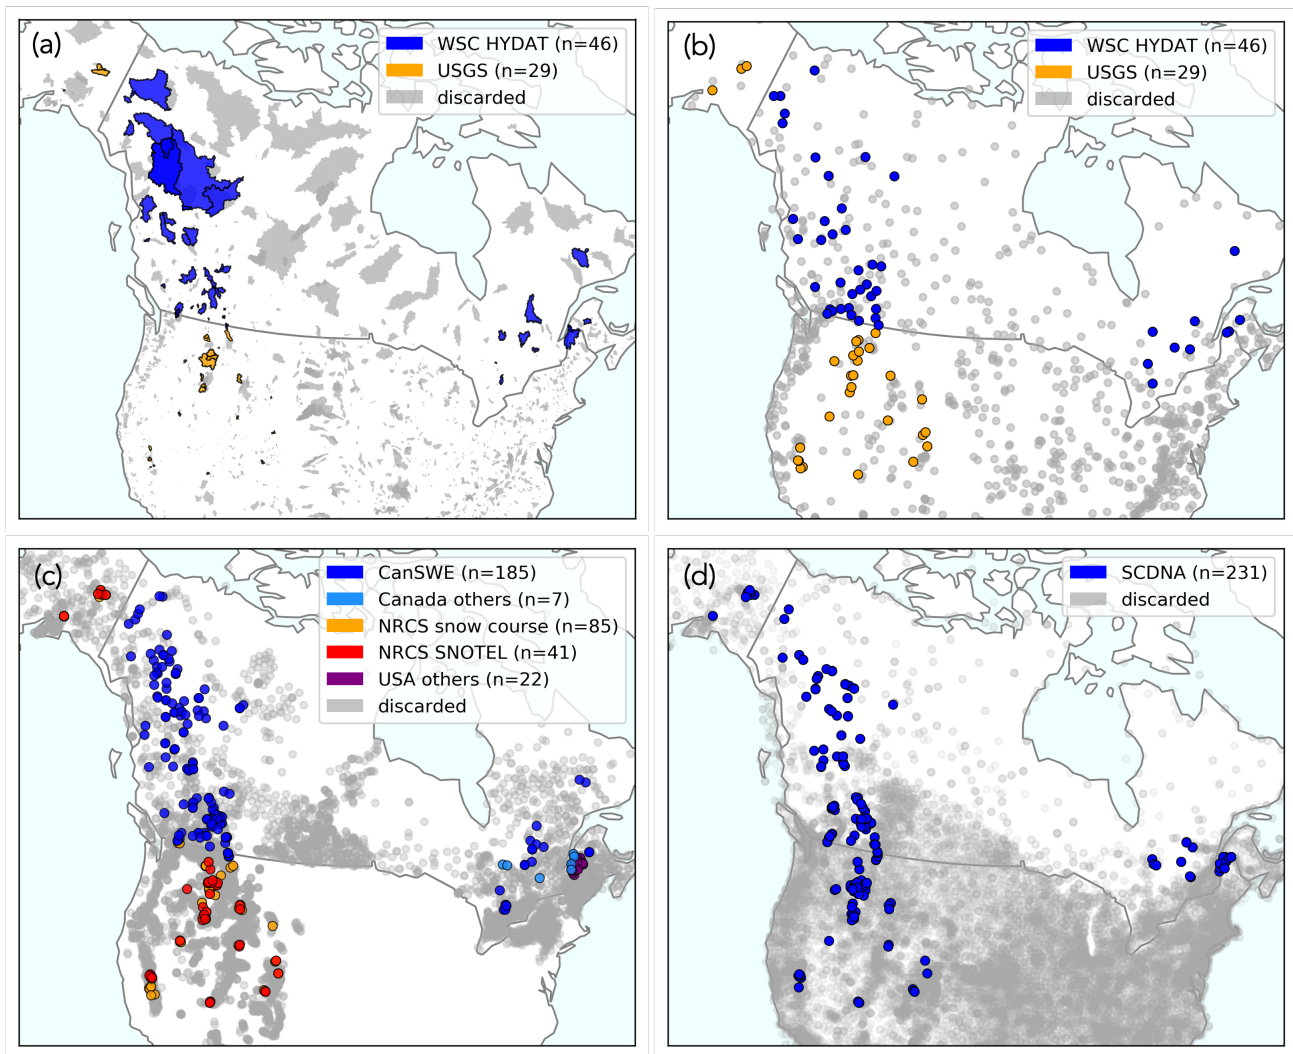 (a)
WSC HYDAT (n=46)
USGS (n=29)
discarded
(b)
WSC HYDAT (n=46)
USGS (n=29)
discarded
(c)
CanSWE (n=185)
Canada others (n=7)
NRCS snow course (n=85)
NRCS SNOTEL (n=41)
USA others (n=22)
discarded
(d)
SCDNA (n=231)
discarded